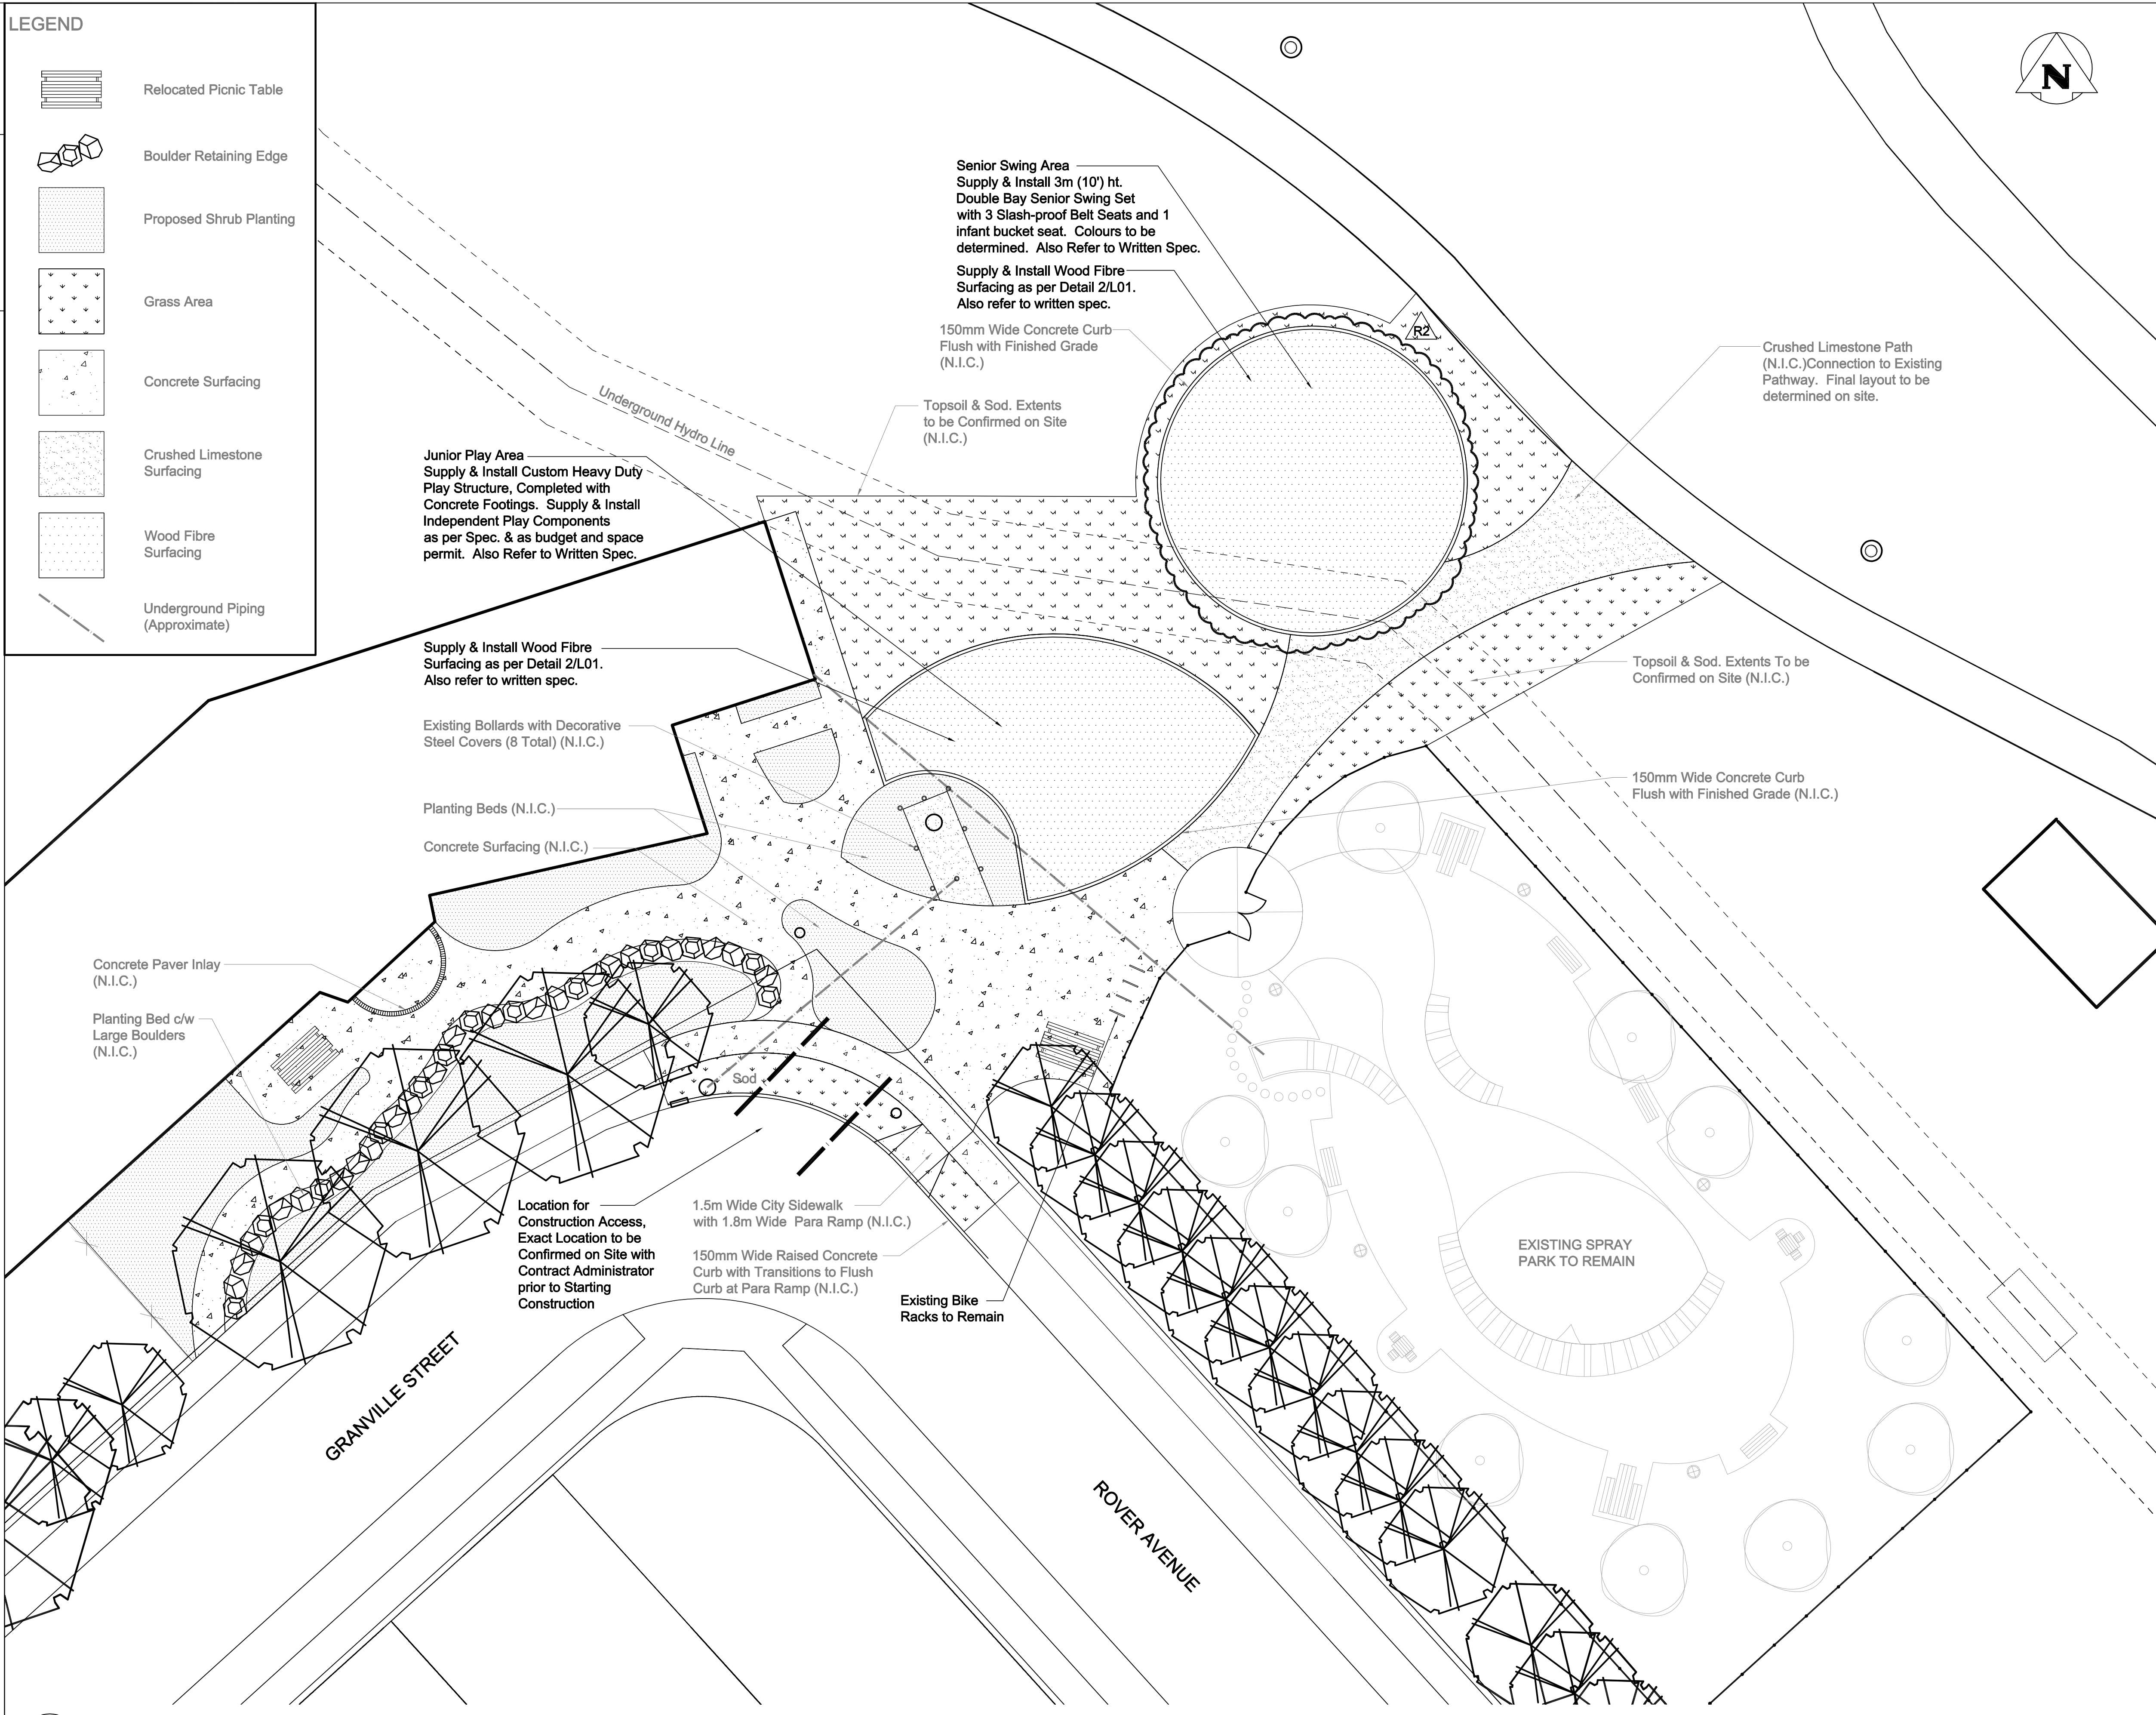 LEGEND
Relocated Picnic Table
Boulder Retaining Edge
Proposed Shrub Planting
Grass Area
Concrete Surfacing
Crushed Limestone
Surfacing
Wood Fibre
Surfacing
Underground Piping
(Approximate)
N
Senior Swing Area
Supply & Install 3m (10') ht.
Double Bay Senior Swing Set
with 3 Slash-proof Belt Seats and 1
infant bucket seat. Colours to be
determined. Also Refer to Written Spec.
Supply & Install Wood Fibre
Surfacing as per Detail 2/L01.
Also refer to written spec.
150mm Wide Concrete Curb
Flush with Finished Grade
(N.I.C.)
R2
Crushed Limestone Path
(N.I.C.)Connection to Existing
Pathway. Final layout to be
determined on site.
Topsoil & Sod. Extents
to be Confirmed on Site
(N.I.C.)
Underground Hydro Line
Junior Play Area
Supply & Install Custom Heavy Duty
Play Structure, Completed with
Concrete Footings. Supply & Install
Independent Play Components
as per Spec. & as budget and space
permit. Also Refer to Written Spec.
Supply & Install Wood Fibre
Surfacing as per Detail 2/L01.
Also refer to written spec.
Topsoil & Sod. Extents To be
Confirmed on Site (N.I.C.)
Existing Bollards with Decorative
Steel Covers (8 Total) (N.I.C.)
150mm Wide Concrete Curb
Flush with Finished Grade (N.I.C.)
Planting Beds (N.I.C.)
Concrete Surfacing (N.I.C.)
Concrete Paver Inlay
(N.I.C.)
Planting Bed c/w
Large Boulders
(N.I.C.)
Sod
Location for
Construction Access,
Exact Location to be
Confirmed on Site with
Contract Administrator
prior to Starting
Construction
1.5m Wide City Sidewalk
with 1.8m Wide Para Ramp (N.I.C.)
150mm Wide Raised Concrete
Curb with Transitions to Flush
Curb at Para Ramp (N.I.C.)
Existing Bike
Racks to Remain
EXISTING SPRAY
PARK TO REMAIN
GRANVILLE STREET
ROVER AVENUE